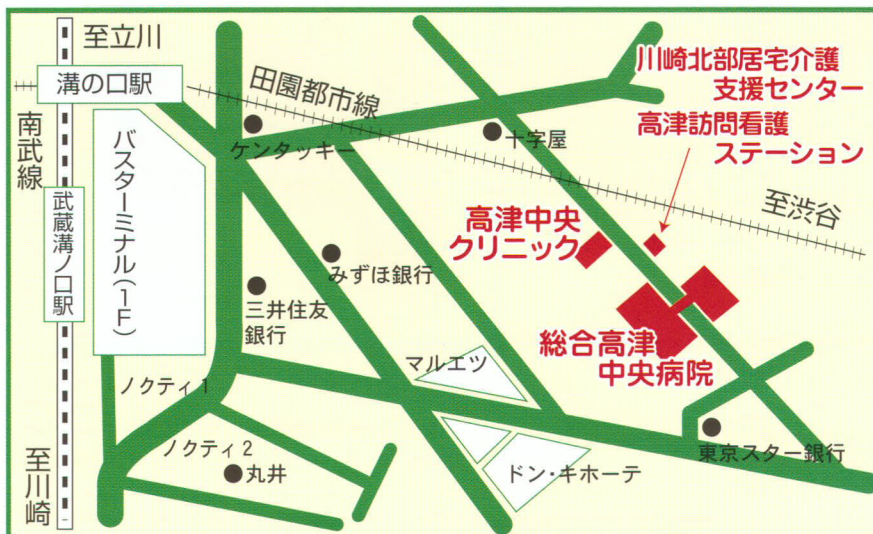 至立川
溝の口駅
田園都市線
南武線
武蔵溝ノ口駅
バスターミナル(1F)
ケンタッキー
十字屋
川崎北部居宅介護
支援センター
高津訪問看護
ステーション
至渋谷
高津中央
クリニック
みずほ銀行
三井住友
銀行
総合高津
中央病院
マルエツ
ノクティ1
ノクティ2
丸井
ドン・キホーテ
東京スター銀行
至川崎